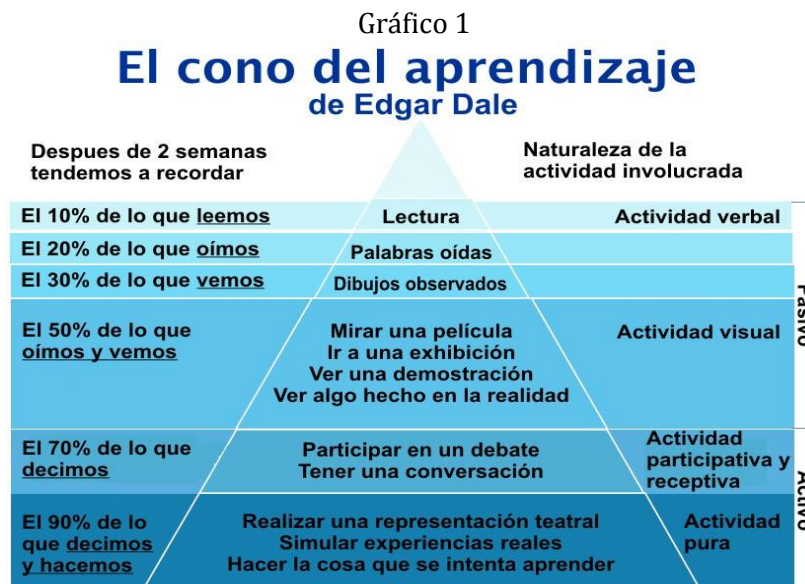 Gráfico 1
El cono del aprendizaje
de Edgar Dale
Despues de 2 semanas
tendemos a recordar
Naturaleza de la
actividad involucrada
El 10% de lo que leemos
Lectura
Actividad verbal
El 20% de lo que oímos
Palabras oídas
El 30% de lo que vemos
Dibujos observados
El 50% de lo que
oímos y vemos
Mirar una película
Ir a una exhibición
Ver una demostración
Ver algo hecho en la realidad
Actividad visual
Pasivo
El 70% de lo que
decimos
Participar en un debate
Tener una conversación
Actividad
participativa y
receptiva
El 90% de lo
que decimos
y hacemos
Realizar una representación teatral
Simular experiencias reales
Hacer la cosa que se intenta aprender
Actividad
pura
Activo